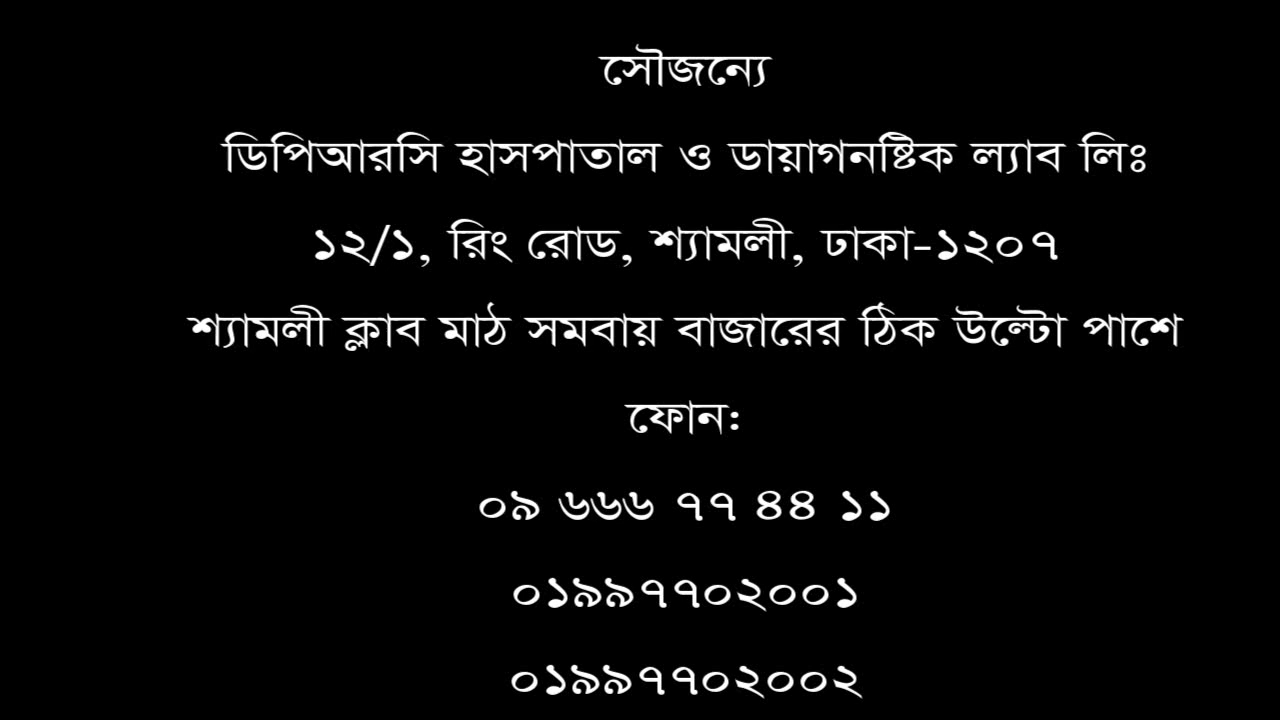 সৌজন্যে
ডিপিআরসি হাসপাতাল ও ডায়াগনষ্টিক ল্যাব লিঃ
১২/১, রিং রোড, শ্যামলী, ঢাকা-১২০৭
শ্যামলী ক্লাব মাঠ সমবায় বাজারের ঠিক উল্টো পাশে
ফোন:
০৯ ৬৬৬ ৭৭ ৪৪ ১১
০১৯৯৭৭০২০০১
০১৯৯৭৭০২০০২